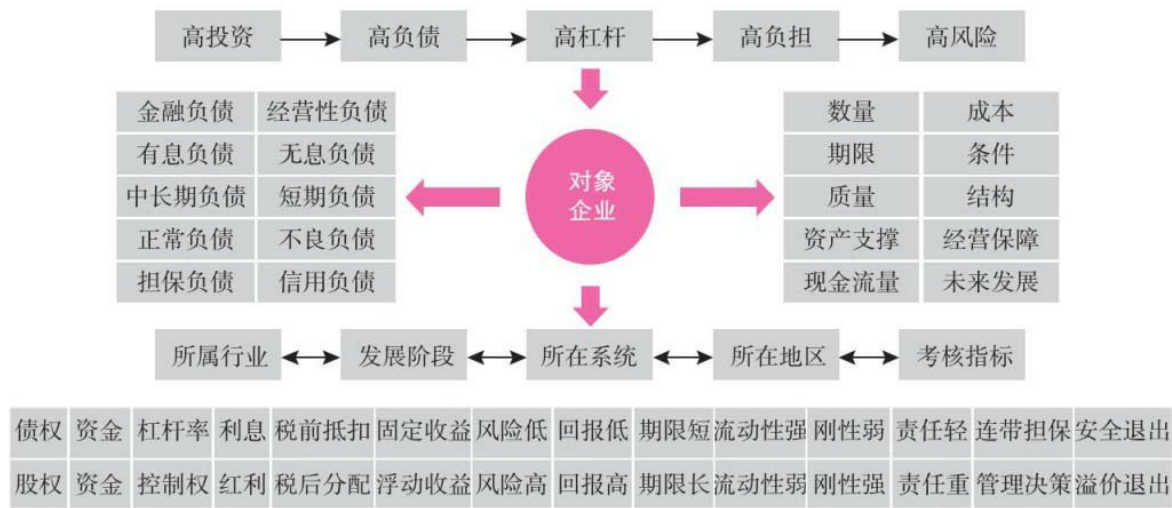 高投资 高负债 高杠杆 高负担 高风险
金融负债 经营性负债
有息负债 无息负债
中长期负债 短期负债
正常负债 不良负债
担保负债 信用负债
对象
企业
数量 成本
期限 条件
质量 结构
资产支撑 经营保障
现金流量 未来发展
所属行业 发展阶段 所在系统 所在地区 考核指标
债权 资金 杠杆率 利息 税前抵扣 固定收益 风险低 回报低 期限短 流动性强 刚性弱 责任轻 连带担保 安全退出
股权 资金 控制权 红利 税后分配 浮动收益 风险高 回报高 期限长 流动性弱 刚性强 责任重 管理决策 溢价退出